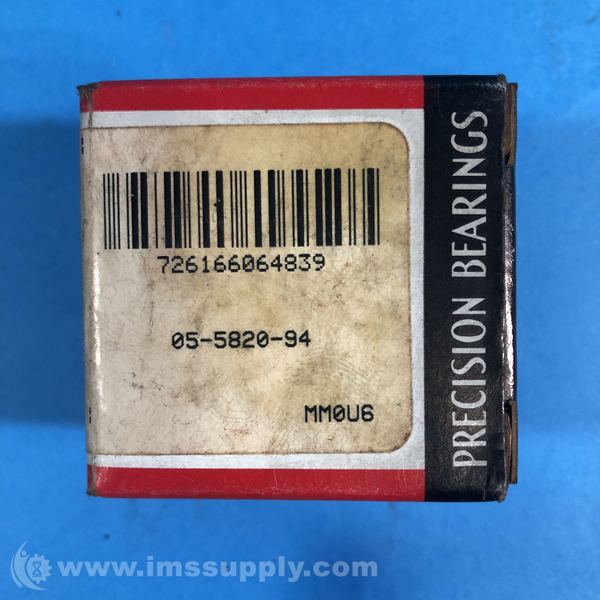 726166064839
05-5820-94
MM0U6
PRECISION BEARINGS
www.imssupply.com